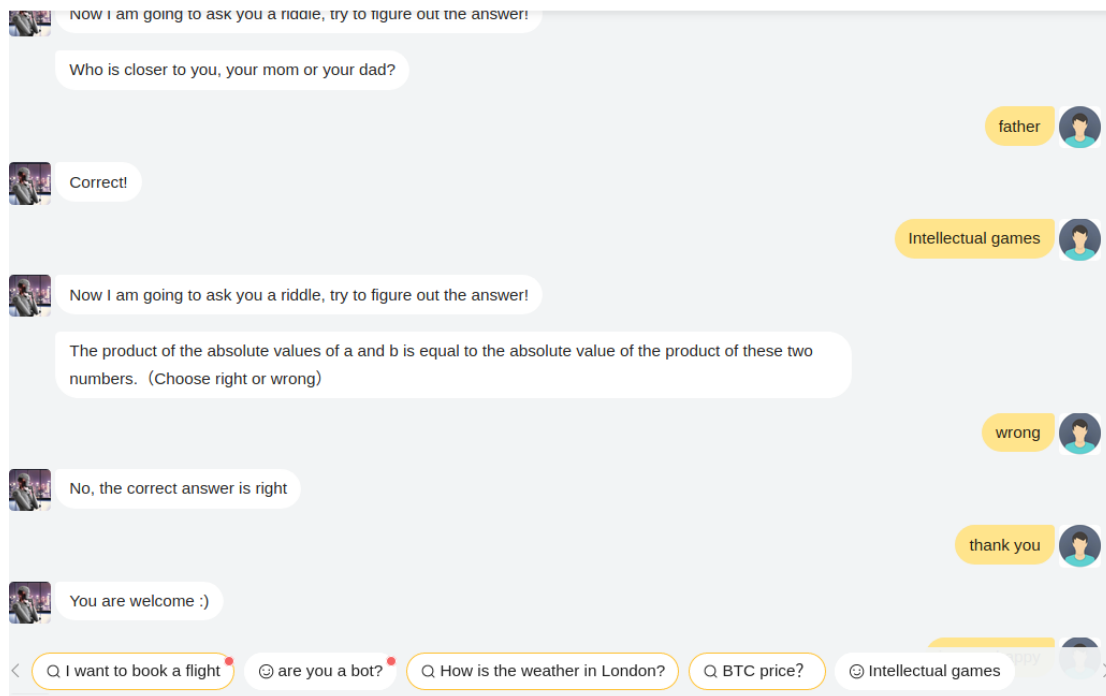 Now I am going to ask you a riddle, try to figure out the answer!
Who is closer to you, your mom or your dad?
father
Correct!
Intellectual games
Now I am going to ask you a riddle, try to figure out the answer!
The product of the absolute values of a and b is equal to the absolute value of the product of these two
numbers.（Choose right or wrong）
wrong
No, the correct answer is right
thank you
You are welcome :)
I want to book a flight
are you a bot?
How is the weather in London?
BTC price？
Intellectual games